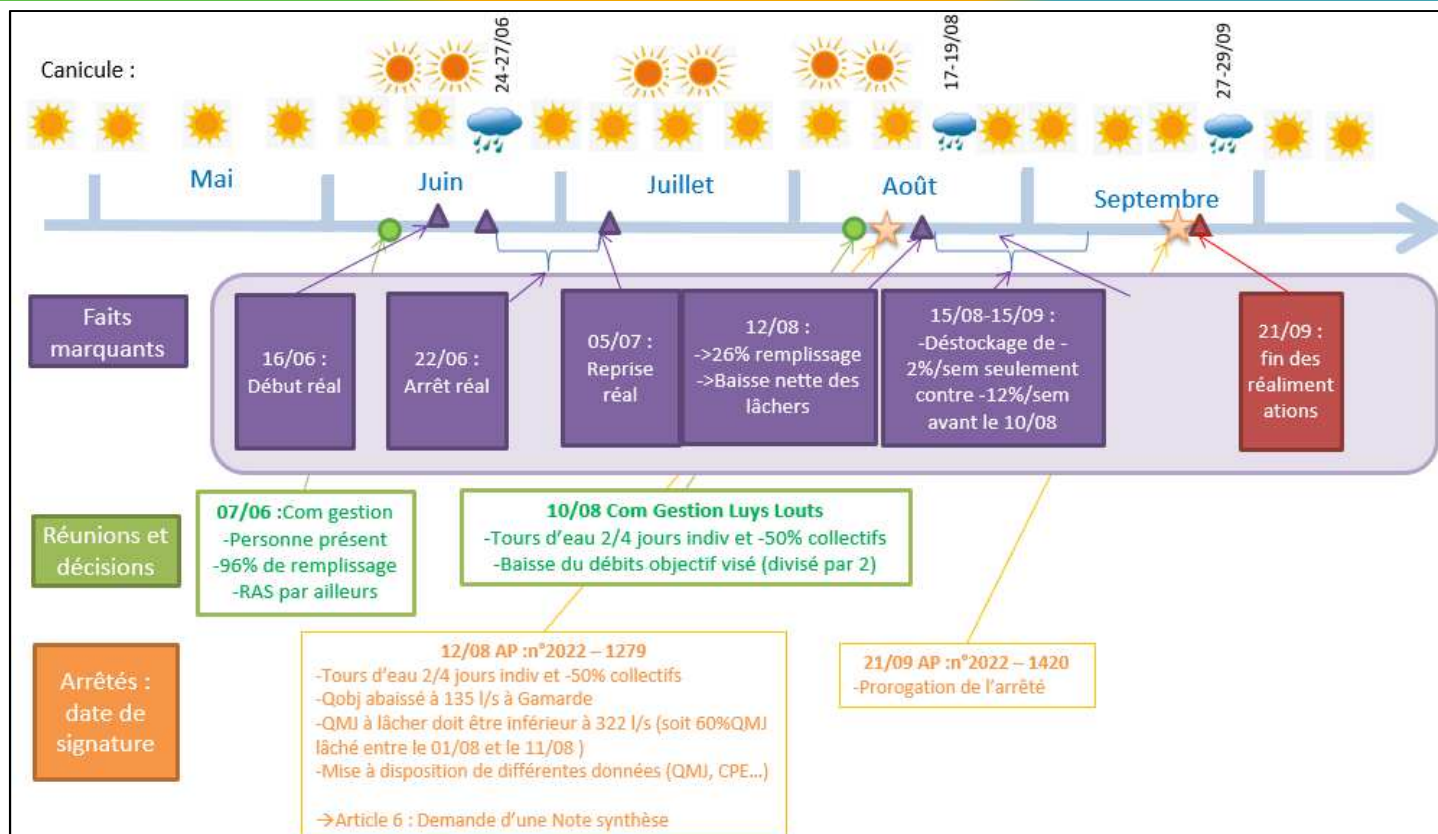 Canicule :
24-27/06
17-19/08
27-29/09
Mai
Juin
Juillet
Août
Septembre
Faits
marquants
16/06 :
Début réal
22/06 :
Arrêt réal
05/07 :
Reprise
réal
12/08 :
->26% remplissage
->Baisse nette des
lâchers
15/08-15/09 :
-Déstockage de -
2%/sem seulement
contre -12%/sem
avant le 10/08
21/09 :
fin des
réaliment
ations
Réunions et
décisions
07/06 :Com gestion
-Personne présent
-96% de remplissage
-RAS par ailleurs
10/08 Com Gestion Luys Louts
-Tours d'eau 2/4 jours indiv et -50% collectifs
-Baisse du débits objectif visé (divisé par 2)
Arrêtés :
date de
signature
12/08 AP :n°2022 – 1279
-Tours d'eau 2/4 jours indiv et -50% collectifs
-Qobj abaissé à 135 l/s à Gamarde
-QMJ à lâcher doit être inférieur à 322 l/s (soit 60%QMJ
lâché entre le 01/08 et le 11/08 )
-Mise à disposition de différentes données (QMJ, CPE…)
→Article 6 : Demande d'une Note synthèse
21/09 AP :n°2022 – 1420
-Prorogation de l'arrêté